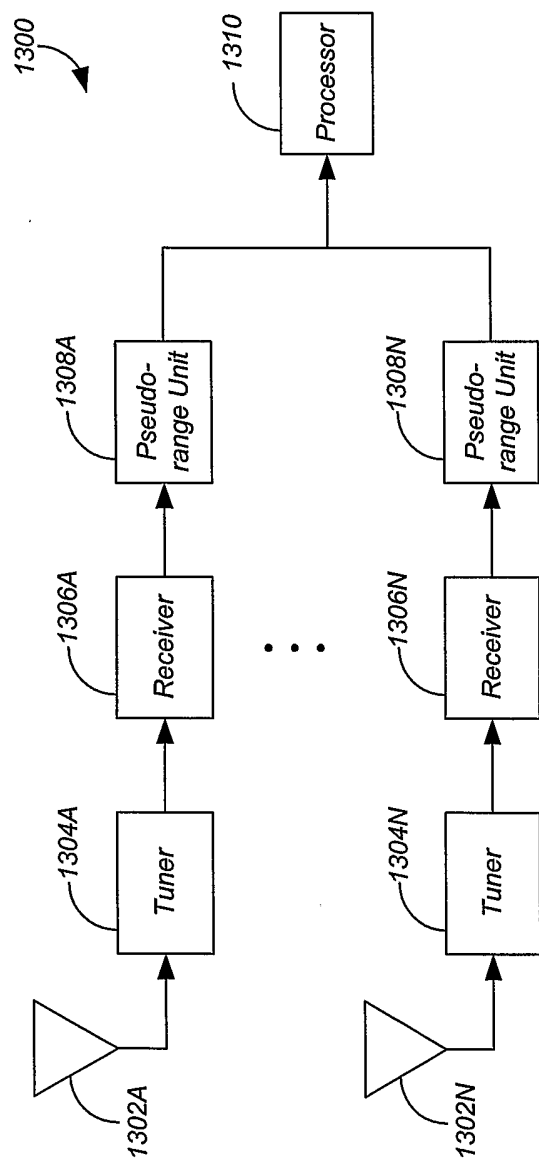 1300
1302A
1304A
Tuner
1306A
Receiver
1308A
Pseudo-
range Unit
1310
Processor
1302N
1304N
Tuner
1306N
Receiver
1308N
Pseudo-
range Unit